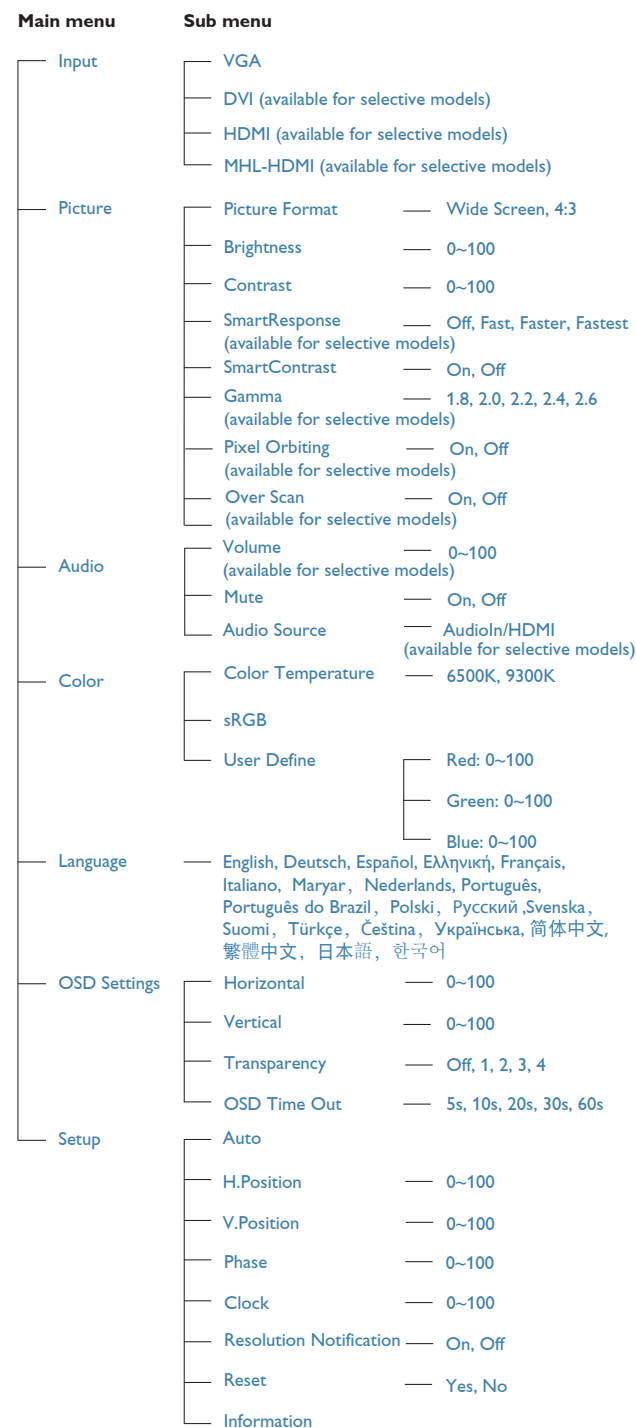 Main menu Sub menu
Input VGA
DVI (available for selective models)
HDMI (available for selective models)
MHL-HDMI (available for selective models)
Picture Picture Format Wide Screen, 4:3
Brightness 0~100
Contrast 0~100
SmartResponse Off, Fast, Faster, Fastest
(available for selective models)
SmartContrast On, Off
Gamma 1.8, 2.0, 2.2, 2.4, 2.6
(available for selective models)
Pixel Orbiting On, Off
(available for selective models)
Over Scan On, Off
(available for selective models)
Audio Volume 0~100
(available for selective models)
Mute On, Off
Audio Source AudioIn/HDMI
(available for selective models)
Color Color Temperature 6500K, 9300K
sRGB
User Define Red: 0~100
Green: 0~100
Blue: 0~100
Language English, Deutsch, Español, Ελληνική, Français,
Italiano, Maryar, Nederlands, Português,
Português do Brazil, Polski, Русский ,Svenska,
Suomi, Türkçe, Čeština, Українська, 简体中文,
繁體中文, 日本語, 한국어
OSD Settings Horizontal 0~100
Vertical 0~100
Transparency Off, 1, 2, 3, 4
OSD Time Out 5s, 10s, 20s, 30s, 60s
Setup Auto
H.Position 0~100
V.Position 0~100
Phase 0~100
Clock 0~100
Resolution Notification On, Off
Reset Yes, No
Information